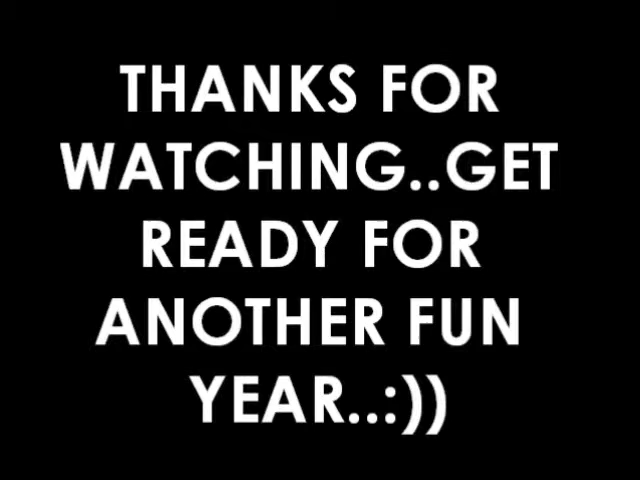 THANKS FOR
WATCHING..GET
READY FOR
ANOTHER FUN
YEAR..:))